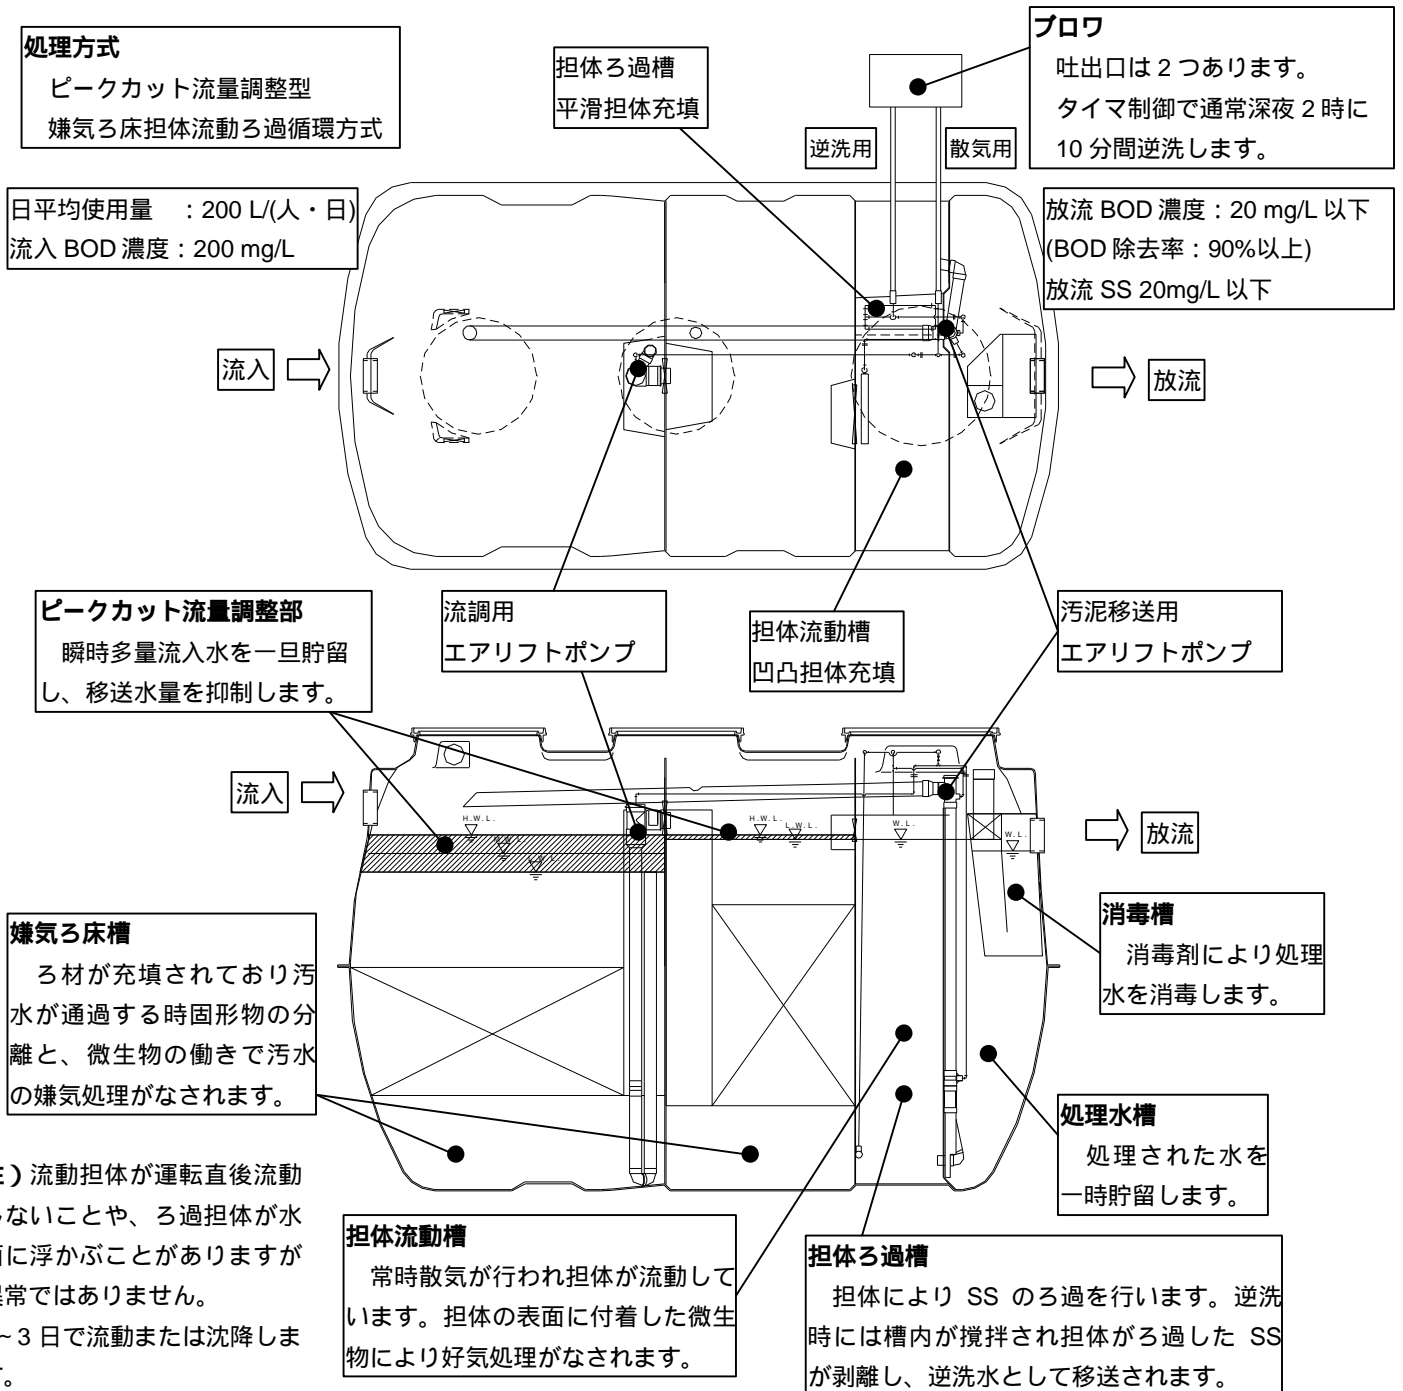 処理方式
ピークカット流量調整型
嫌気ろ床担体流動ろ過循環方式
担体ろ過槽
平滑担体充填
ブロワ
吐出口は2つあります。
タイマ制御で通常深夜2時に
10分間逆洗します。
逆洗用
散気用
日平均使用量 :200 L/(人・日)
流入 BOD 濃度:200 mg/L
放流 BOD 濃度:20 mg/L 以下
(BOD 除去率:90%以上)
放流 SS 20mg/L 以下
流入
放流
ピークカット流量調整部
瞬時多量流入水を一旦貯留
し、移送水量を抑制します。
流調用
エアリフトポンプ
担体流動槽
凹凸担体充填
汚泥移送用
エアリフトポンプ
流入
H.W.L.
H.W.L.
L.W.L.
W.L.
W.L.
放流
嫌気ろ床槽
ろ材が充填されており汚
水が通過する時固形物の分
離と、微生物の働きで汚水
の嫌気処理がなされます。
消毒槽
消毒剤により処理
水を消毒します。
処理水槽
処理された水を
一時貯留します。
)流動担体が運転直後流動
ないことや、ろ過担体が水
に浮かぶことがありますが
常ではありません。
~3日で流動または沈降しま
。
担体流動槽
常時散気が行われ担体が流動して
います。担体の表面に付着した微生
物により好気処理がなされます。
担体ろ過槽
担体により SS のろ過を行います。逆洗
時には槽内が撹拌され担体がろ過した SS
が剥離し、逆洗水として移送されます。